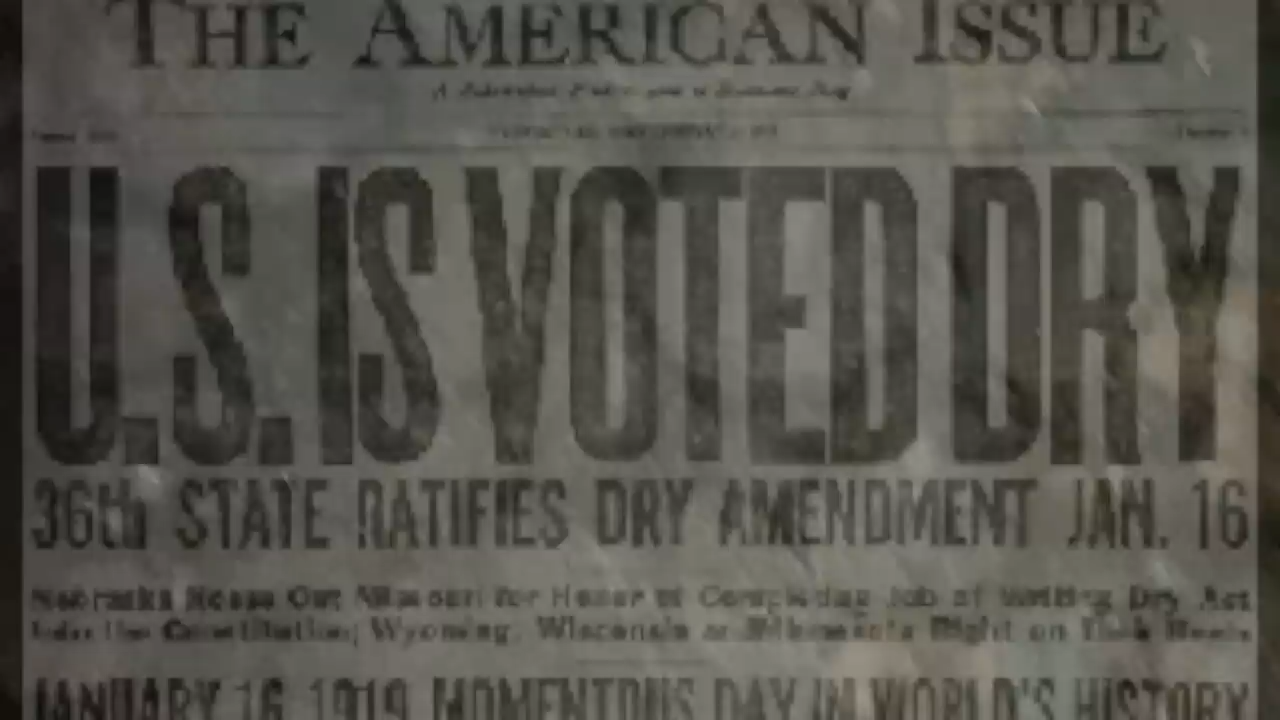 THE AMERICAN ISSUE
U.S. IS VOTED DRY
36th STATE RATIFIES DRY AMENDMENT JAN. 16
Nebraska Noses Out Missouri for Honor of Completing Job of Writing Dry Act
Into the Constitution; Wyoming, Wisconsin Minnesota Right on Their Heels
JANUARY 16, 1919, MOMENTOUS DAY IN WORLD'S HISTORY